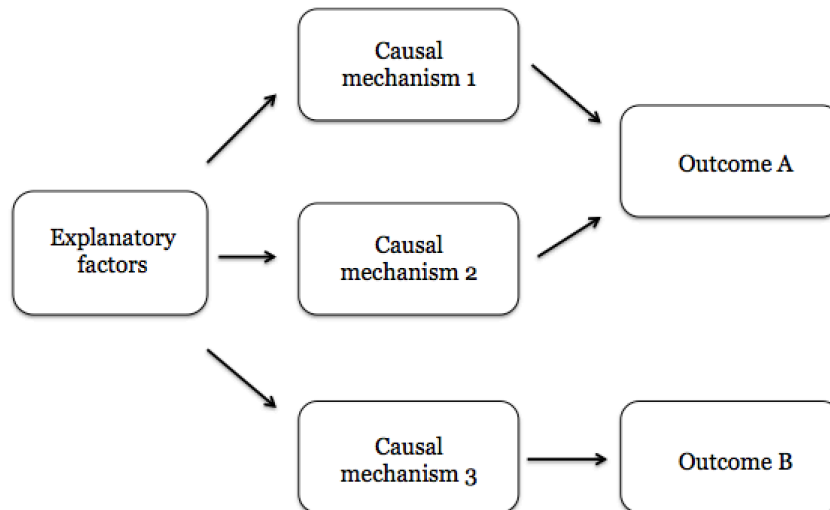 Causal
mechanism 1
Outcome A
Explanatory
factors
Causal
mechanism 2
Causal
mechanism 3
Outcome B